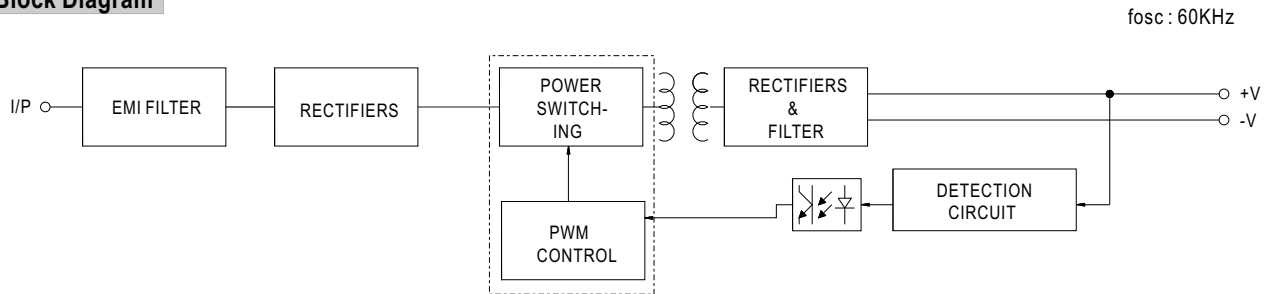 Block Diagram
fosc : 60KHz
I/P
EMI FILTER
RECTIFIERS
POWER
SWITCH-
ING
RECTIFIERS
&
FILTER
+V
-V
DETECTION
CIRCUIT
PWM
CONTROL